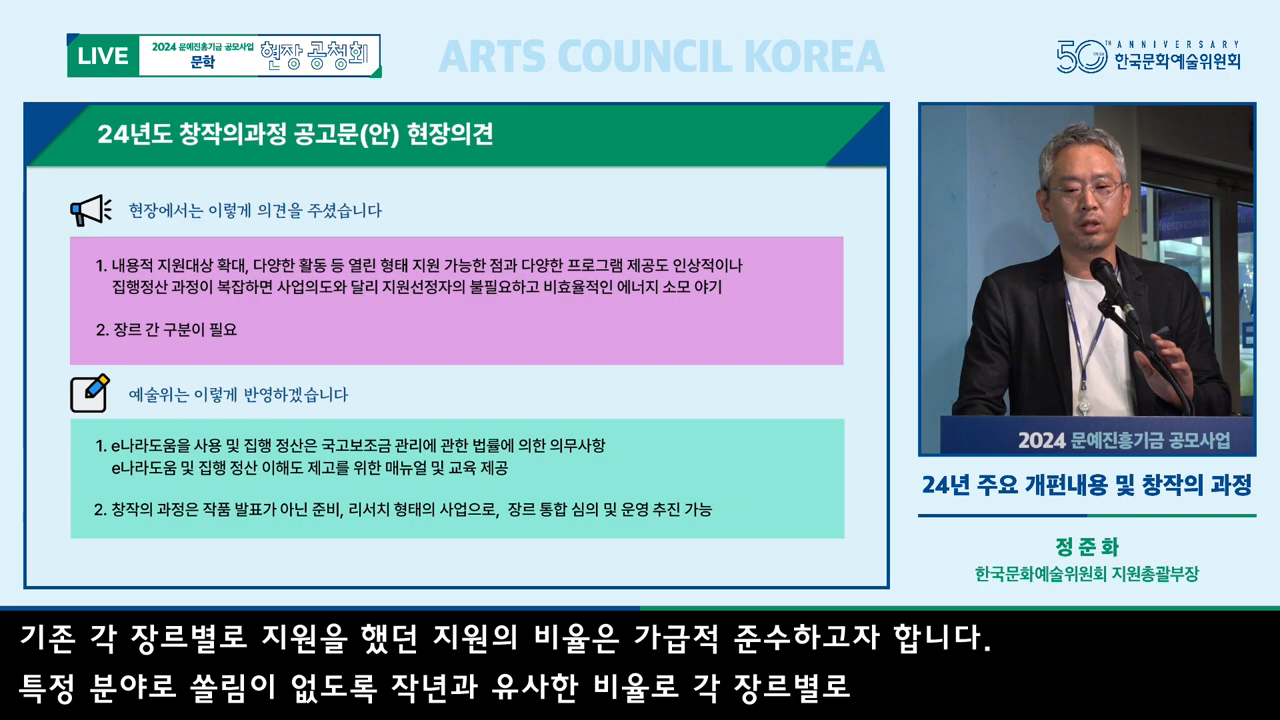 LIVE
2024 문예진흥기금 공모사업
문학
현장 공청회
ARTS COUNCIL KOREA
50TH ANNIVERSARY
한국문화예술위원회
24년도 창작의과정 공고문(안) 현장의견
현장에서는 이렇게 의견을 주셨습니다
1. 내용적 지원대상 확대, 다양한 활동 등 열린 형태 지원 가능한 점과 다양한 프로그램 제공도 인상적이나
집행정산 과정이 복잡하면 사업의도와 달리 지원선정자의 불필요하고 비효율적인 에너지 소모 야기
2. 장르 간 구분이 필요
예술위는 이렇게 반영하겠습니다
1. e나라도움을 사용 및 집행 정산은 국고보조금 관리에 관한 법률에 의한 의무사항
e나라도움 및 집행 정산 이해도 제고를 위한 매뉴얼 및 교육 제공
2. 창작의 과정은 작품 발표가 아닌 준비, 리서치 형태의 사업으로, 장르 통합 심의 및 운영 추진 가능
2024 문예진흥기금 공모사업
24년 주요 개편내용 및 창작의 과정
정준화
한국문화예술위원회 지원총괄부장
기존 각 장르별로 지원을 했던 지원의 비율은 가급적 준수하고자 합니다.
특정 분야로 쏠림이 없도록 작년과 유사한 비율로 각 장르별로